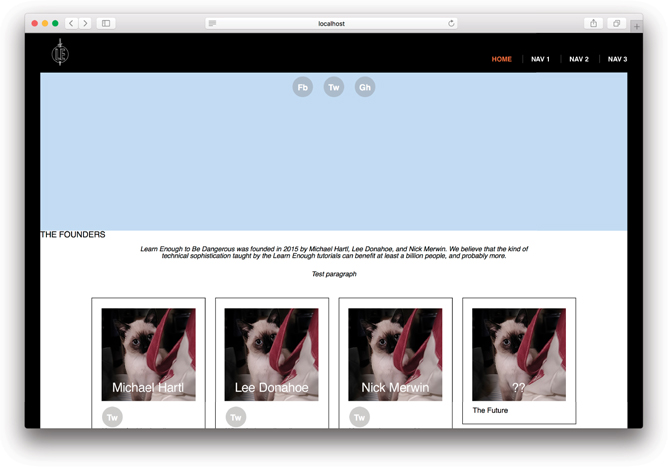 localhost
LE
HOME NAV 1 NAV 2 NAV 3
Fb Tw Gh
THE FOUNDERS
Learn Enough to Be Dangerous was founded in 2015 by Michael Hartl, Lee Donahoe, and Nick Merwin. We believe that the kind of
technical sophistication taught by the Learn Enough tutorials can benefit at least a billion people, and probably more.
Test paragraph
Michael Hartl Lee Donahoe Nick Merwin ??
Tw Tw Tw The Future